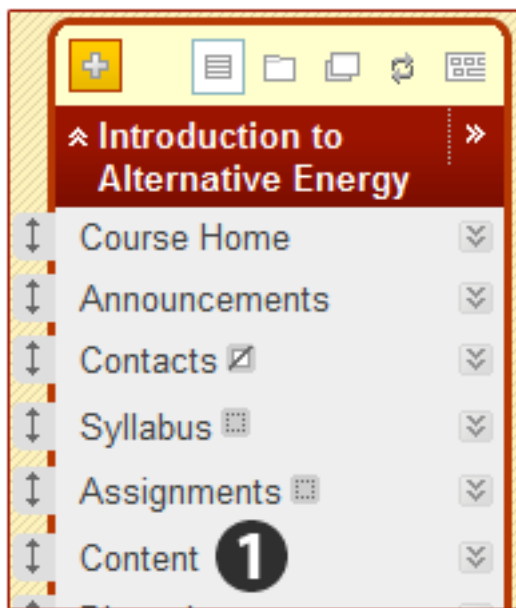 Introduction to
Alternative Energy
Course Home
Announcements
Contacts
Syllabus
Assignments
Content 1